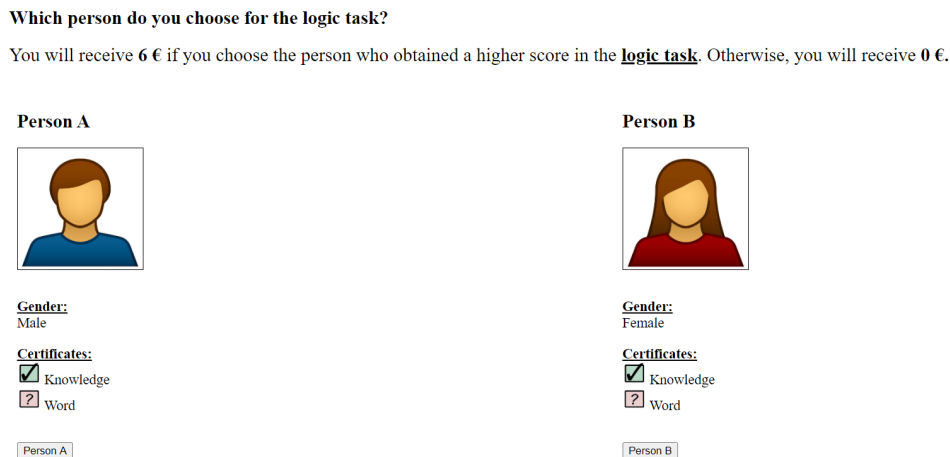 Which person do you choose for the logic task?
You will receive 6 € if you choose the person who obtained a higher score in the logic task. Otherwise, you will receive 0 €.
Person A
Person B
Gender:
Male
Gender:
Female
Certificates:
Knowledge
? Word
Certificates:
Knowledge
? Word
Person A
Person B